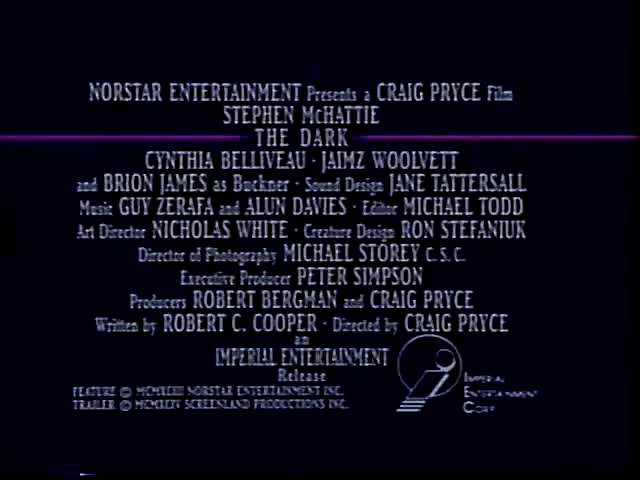 NORSTAR ENTERTAINMENT Presents a CRAIG PRYCE Film
STEPHEN McHATTIE
THE DARK
CYNTHIA BELLIVEAU · JAIMZ WOOLVETT
and BRION JAMES as Buckner · Sound Design JANE TATTERSALL
Music GUY ZERAFA and ALUN DAVIES · Editor MICHAEL TODD
Art Director NICHOLAS WHITE · Creature Design RON STEFANIUK
Director of Photography MICHAEL STOREY C.S.C.
Executive Producer PETER SIMPSON
Producers ROBERT BERGMAN and CRAIG PRYCE
Written by ROBERT C. COOPER · Directed by CRAIG PRYCE
an
IMPERIAL ENTERTAINMENT
Release
FEATURE © MCMXCIII NORSTAR ENTERTAINMENT INC.
TRAILER © MCMXCIV SCREENLAND PRODUCTIONS INC.
IMPERIAL
ENTERTAINMENT
CORP